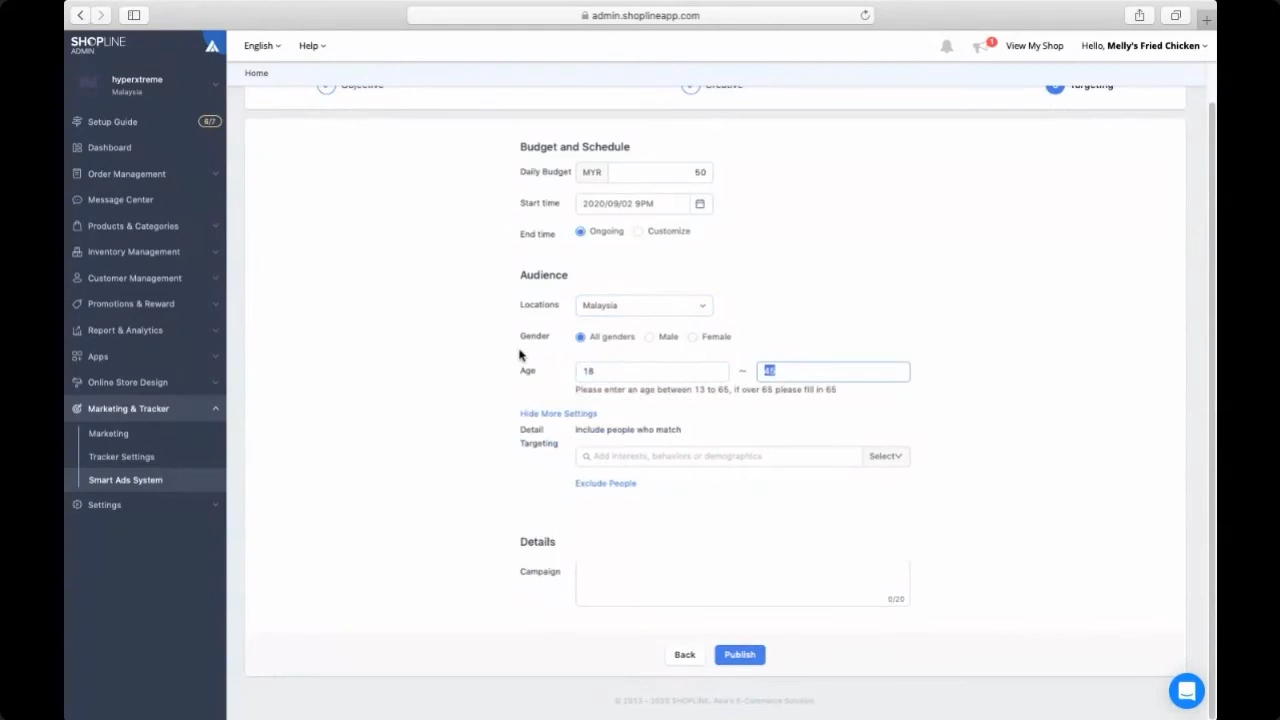 admin.shoplineapp.com
SHOPLINE
ADMIN
English
Help
1
View My Shop
Hello, Melly's Fried Chicken
hyperxtreme
Malaysia
Home
Objective
Creative
Targeting
Setup Guide
6/7
Dashboard
Order Management
Message Center
Products & Categories
Inventory Management
Customer Management
Promotions & Reward
Report & Analytics
Apps
Online Store Design
Marketing & Tracker
Marketing
Tracker Settings
Smart Ads System
Settings
Budget and Schedule
Daily Budget MYR 50
Start time 2020/09/02 9PM
End time Ongoing Customize
Audience
Locations Malaysia
Gender All genders Male Female
Age 18 ~
Please enter an age between 13 to 65, if over 65 please fill in 65
Hide More Settings
Detail Targeting
Include people who match
Add interests, behaviors or demographics Select
Exclude People
Details
Campaign
0/20
Back Publish
© 2013 - 2020 SHOPLINE, Asia's E-Commerce Solution